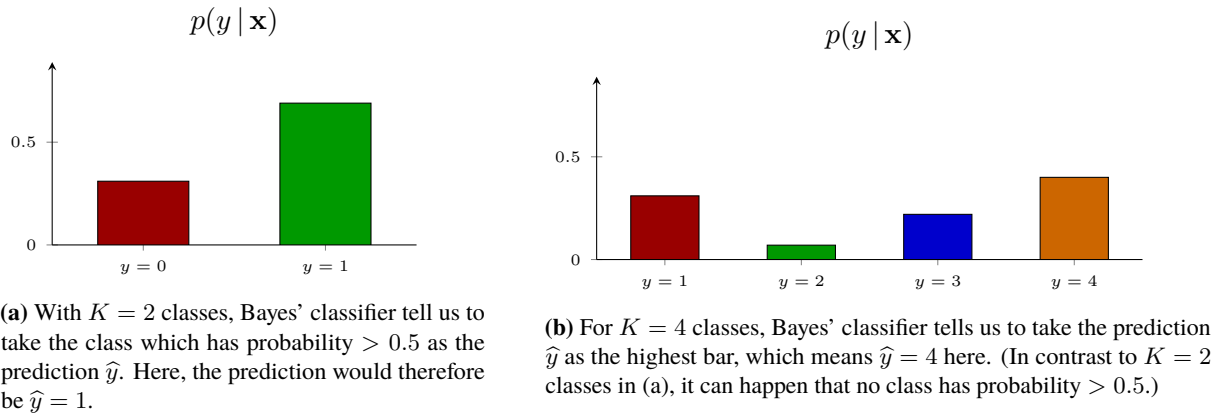 p(y | x)
0.5
0
y = 0 y = 1
(a) With K = 2 classes, Bayes' classifier tell us to
take the class which has probability > 0.5 as the
prediction ŷ. Here, the prediction would therefore
be ŷ = 1.
p(y | x)
0.5
0
y = 1 y = 2 y = 3 y = 4
(b) For K = 4 classes, Bayes' classifier tells us to take the prediction
ŷ as the highest bar, which means ŷ = 4 here. (In contrast to K = 2
classes in (a), it can happen that no class has probability > 0.5.)